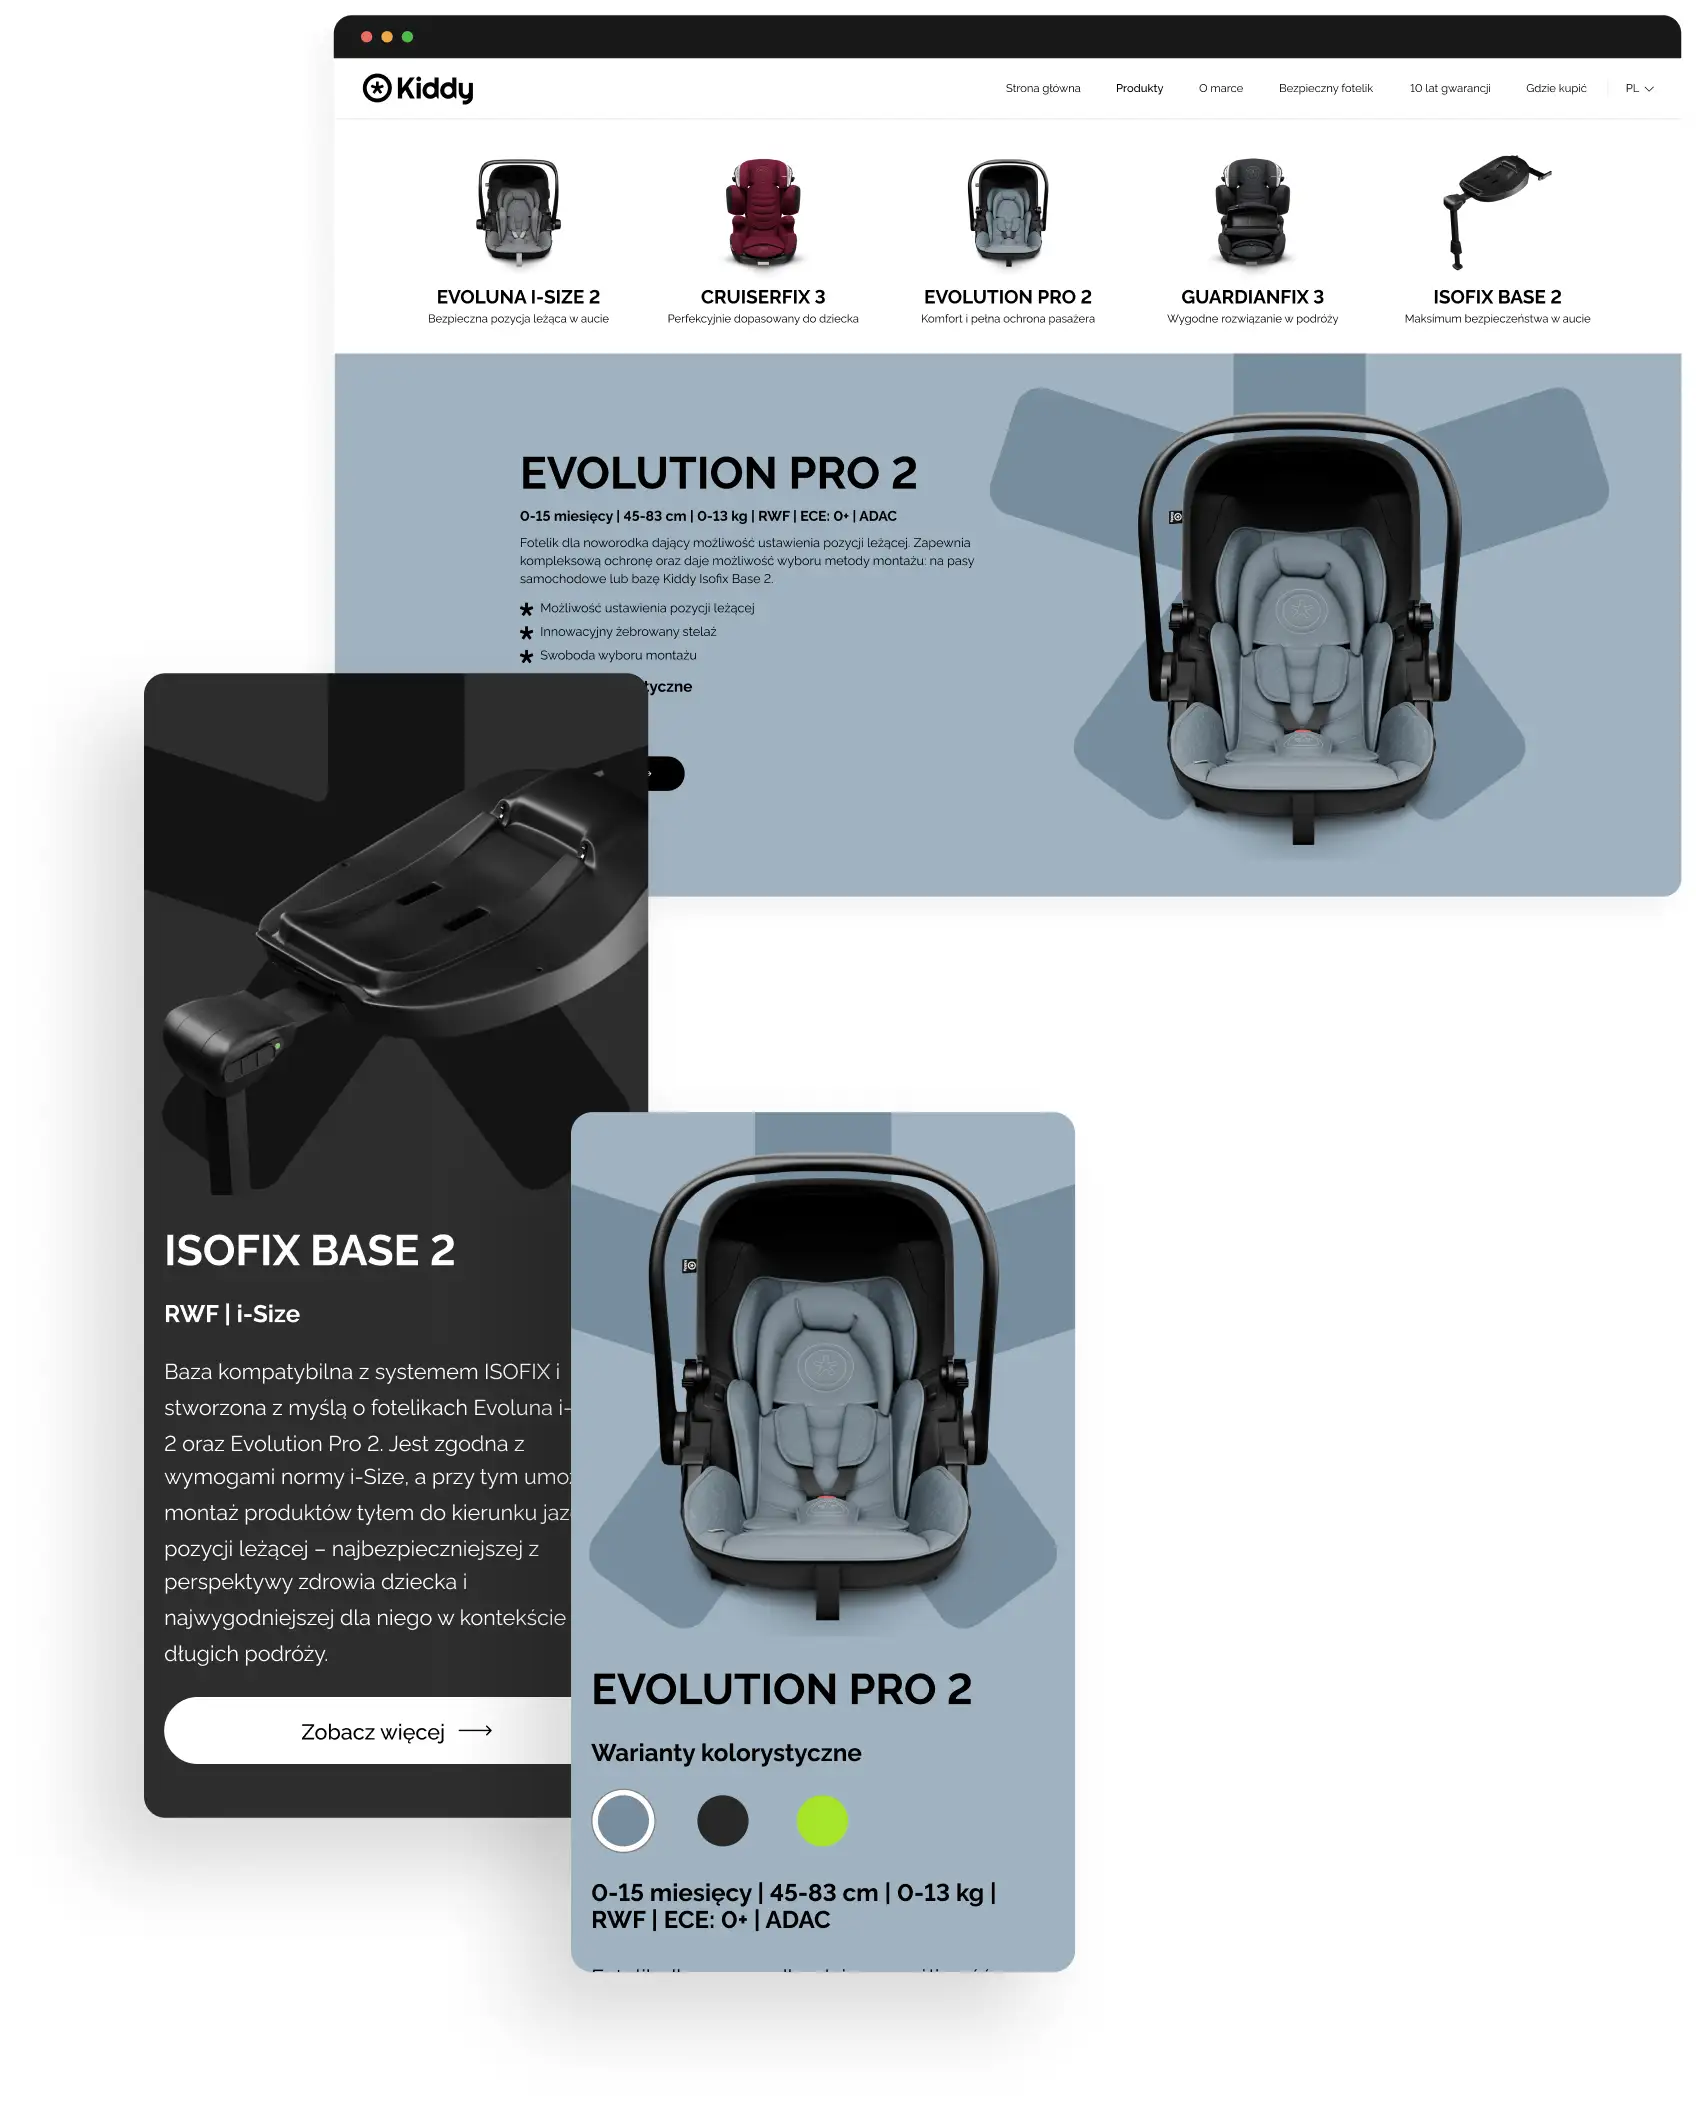 Kiddy
Strona główna
Produkty
O marce
Bezpieczny fotelik
10 lat gwarancji
Gdzie kupić
PL
EVOLUNA I-SIZE 2
Bezpieczna pozycja leżąca w aucie
CRUISERFIX 3
Perfekcyjnie dopasowany do dziecka
EVOLUTION PRO 2
Komfort i pełna ochrona pasażera
GUARDIANFIX 3
Wygodne rozwiązanie w podróży
ISOFIX BASE 2
Maksimum bezpieczeństwa w aucie
EVOLUTION PRO 2
0-15 miesięcy | 45-83 cm | 0-13 kg | RWF | ECE: 0+ | ADAC
Fotelik dla noworodka dający możliwość ustawienia pozycji leżącej. Zapewnia
kompleksową ochronę oraz daje możliwość wyboru metody montażu: na pasy
samochodowe lub bazę Kiddy Isofix Base 2.
Możliwość ustawienia pozycji leżącej
Innowacyjny żebrowany stelaż
Swoboda wyboru montażu
tyczne
ISOFIX BASE 2
RWF | i-Size
Baza kompatybilna z systemem ISOFIX i
stworzona z myślą o fotelikach Evoluna i-
2 oraz Evolution Pro 2. Jest zgodna z
wymogami normy i-Size, a przy tym umo
montaż produktów tyłem do kierunku jaz
pozycji leżącej – najbezpieczniejszej z
perspektywy zdrowia dziecka i
najwygodniejszej dla niego w kontekście
długich podróży.
Zobacz więcej
EVOLUTION PRO 2
Warianty kolorystyczne
0-15 miesięcy | 45-83 cm | 0-13 kg |
RWF | ECE: 0+ | ADAC